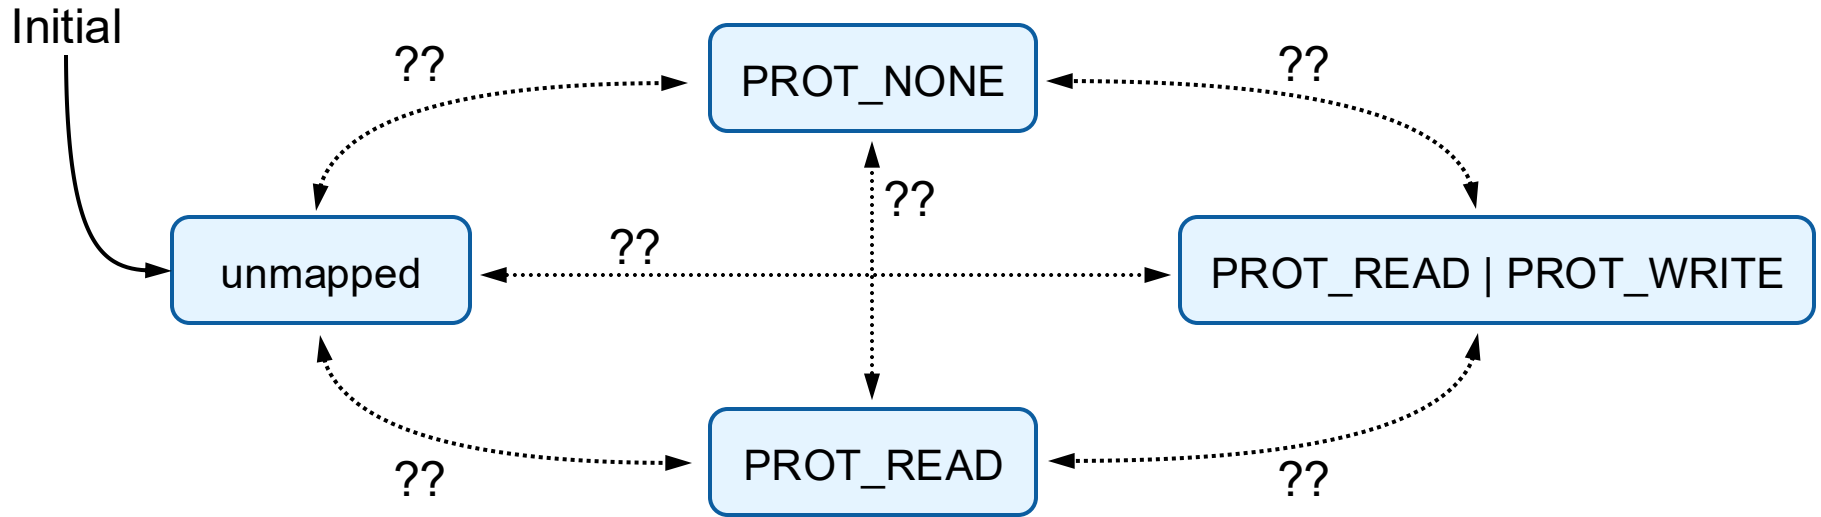 Initial
??
PROT_NONE
??
??
unmapped
??
PROT_READ | PROT_WRITE
??
PROT_READ
??